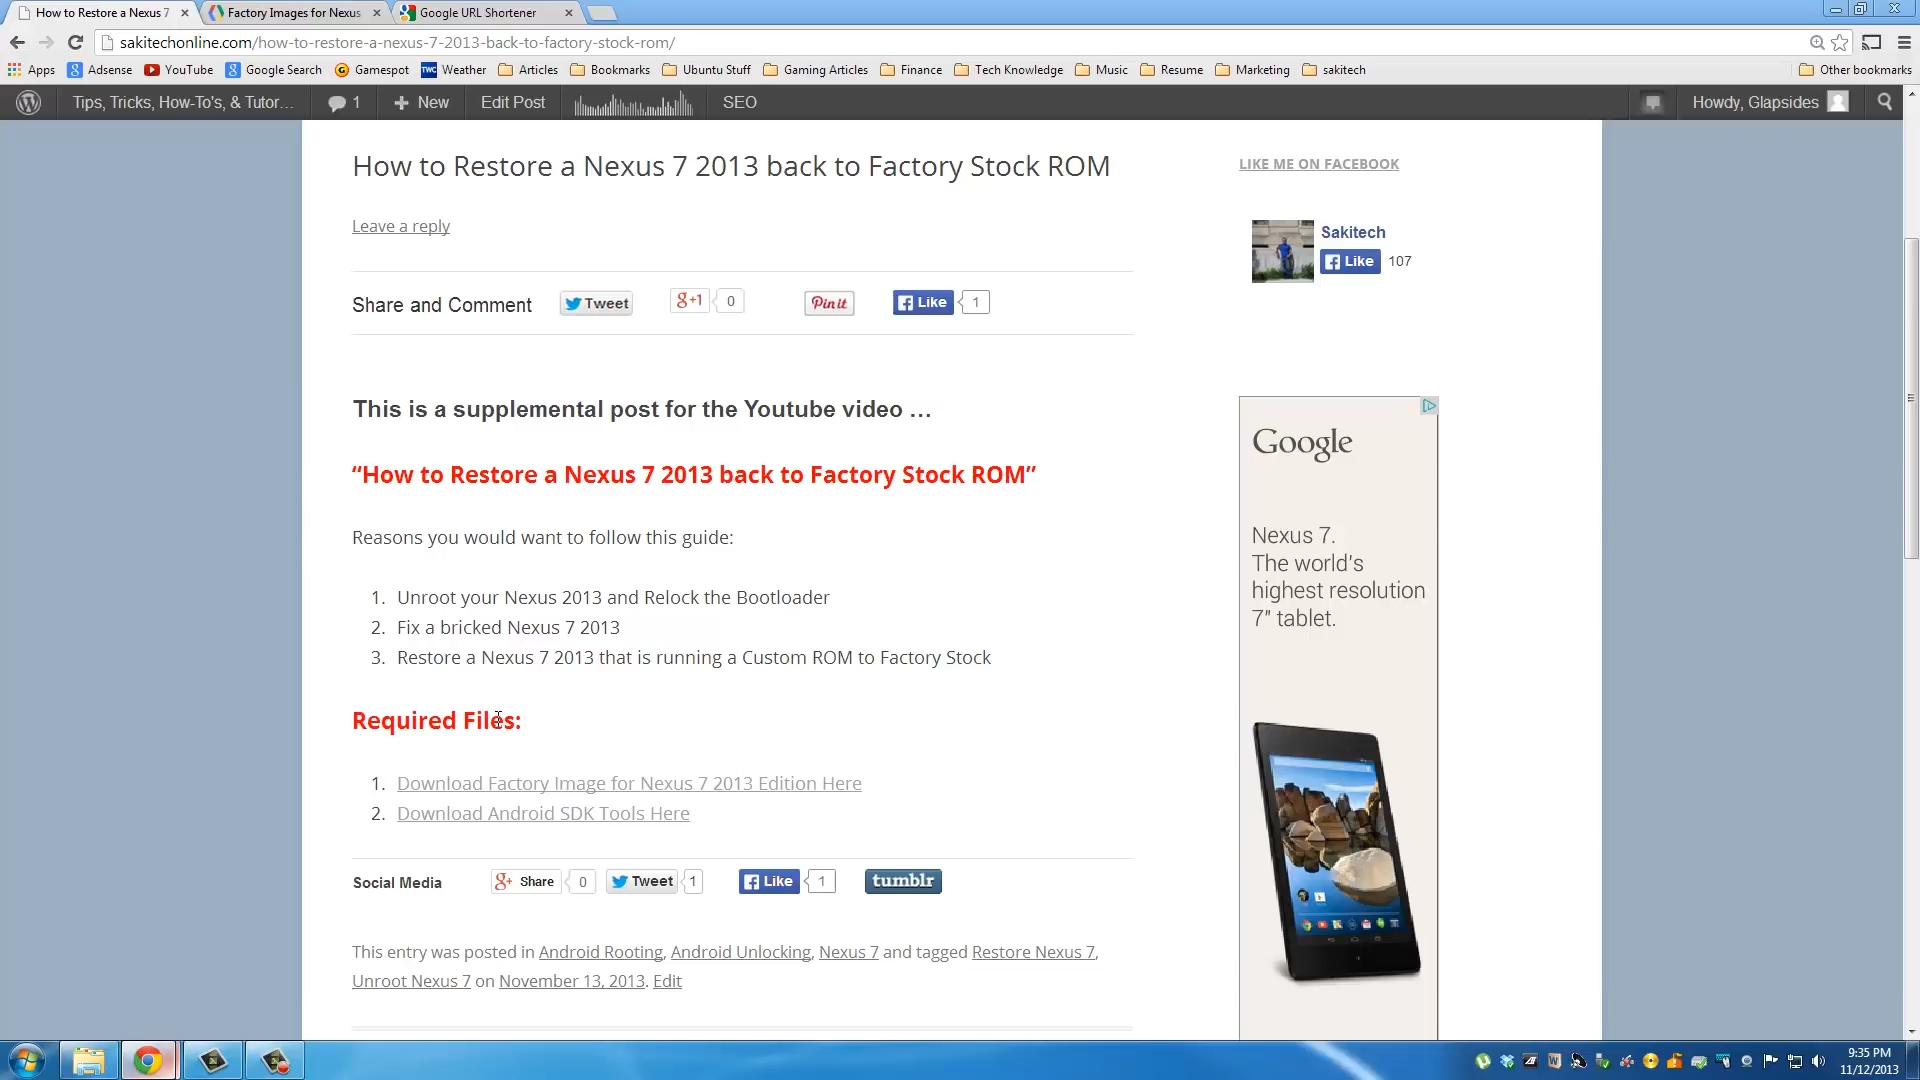 How to Restore a Nexus 7
Factory Images for Nexus
Google URL Shortener
sakitechonline.com/how-to-restore-a-nexus-7-2013-back-to-factory-stock-rom/
Apps Adsense YouTube Google Search Gamespot TWC Weather Articles Bookmarks Ubuntu Stuff Gaming Articles Finance Tech Knowledge Music Resume Marketing sakitech Other bookmarks
Tips, Tricks, How-To's, & Tutor… 1 + New Edit Post SEO Howdy, Glapsides
How to Restore a Nexus 7 2013 back to Factory Stock ROM
Leave a reply
Share and Comment Tweet g+1 0 Pin it Like 1
This is a supplemental post for the Youtube video …
“How to Restore a Nexus 7 2013 back to Factory Stock ROM”
Reasons you would want to follow this guide:
1. Unroot your Nexus 2013 and Relock the Bootloader
2. Fix a bricked Nexus 7 2013
3. Restore a Nexus 7 2013 that is running a Custom ROM to Factory Stock
Required Files:
1. Download Factory Image for Nexus 7 2013 Edition Here
2. Download Android SDK Tools Here
Social Media g+ Share 0 Tweet 1 Like 1 tumblr
This entry was posted in Android Rooting, Android Unlocking, Nexus 7 and tagged Restore Nexus 7,
Unroot Nexus 7 on November 13, 2013. Edit
LIKE ME ON FACEBOOK
Sakitech
Like 107
Google
Nexus 7.
The world's
highest resolution
7" tablet.
9:35 PM
11/12/2013